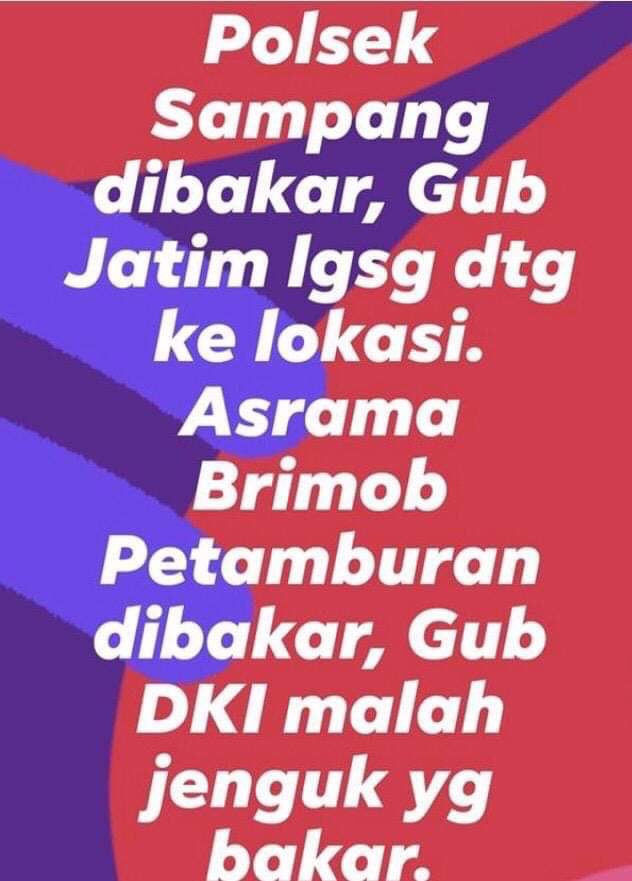 Polsek
Sampang
dibakar, Gub
Jatim lgsg dtg
ke lokasi.
Asrama
Brimob
Petamburan
dibakar, Gub
DKI malah
jenguk yg
bakar.